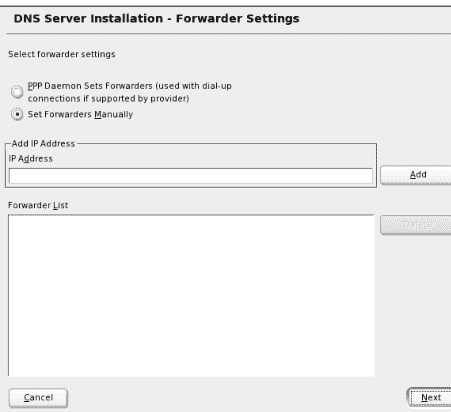 DNS Server Installation - Forwarder Settings
Select forwarder settings
PPP Daemon Sets Forwarders (used with dial-up
connections if supported by provider)
Set Forwarders Manually
Add IP Address
IP Address
Add
Forwarder List
Delete
Cancel
Next